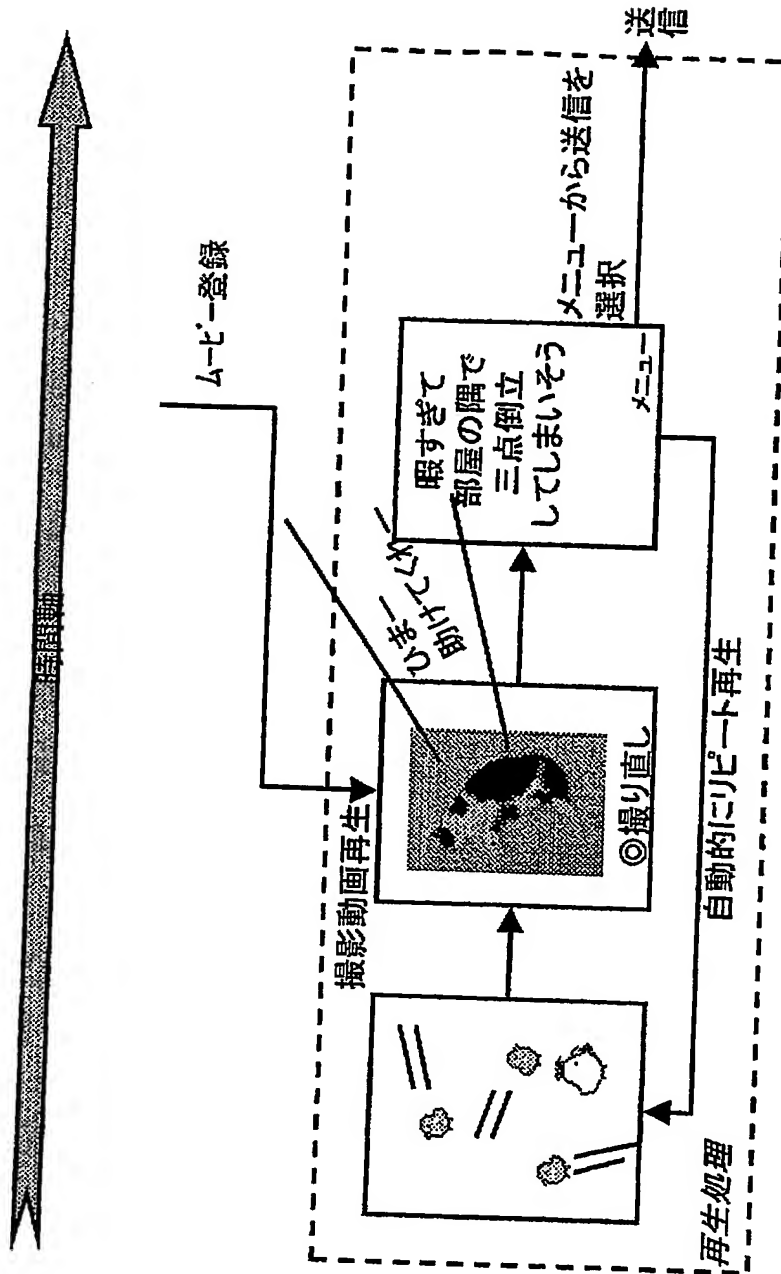 時間軸
ムービー登録
撮影動画再生
ひまー
助けてくれー
◎撮り直し
暇すぎて
部屋の隅で
三点倒立
してしまいそう
メニュー
メニューから送信を
選択
送信
自動的にリピート再生
再生処理